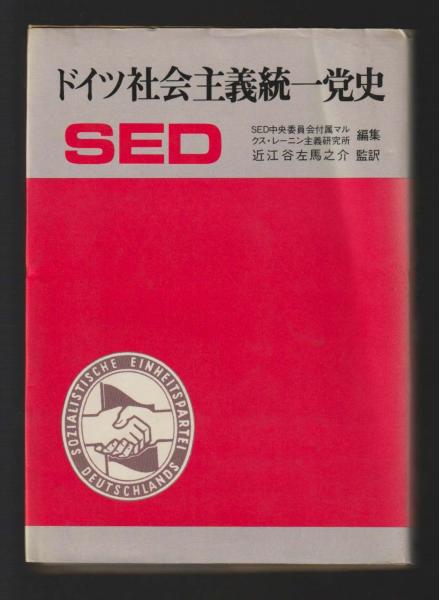 ドイツ社会主義統一党史
SED
SED中央委員会付属マル
クス・レーニン主義研究所
編集
近江谷左馬之介 監訳
SOZIALISTISCHE EINHEITSPARTEI
DEUTSCHLANDS